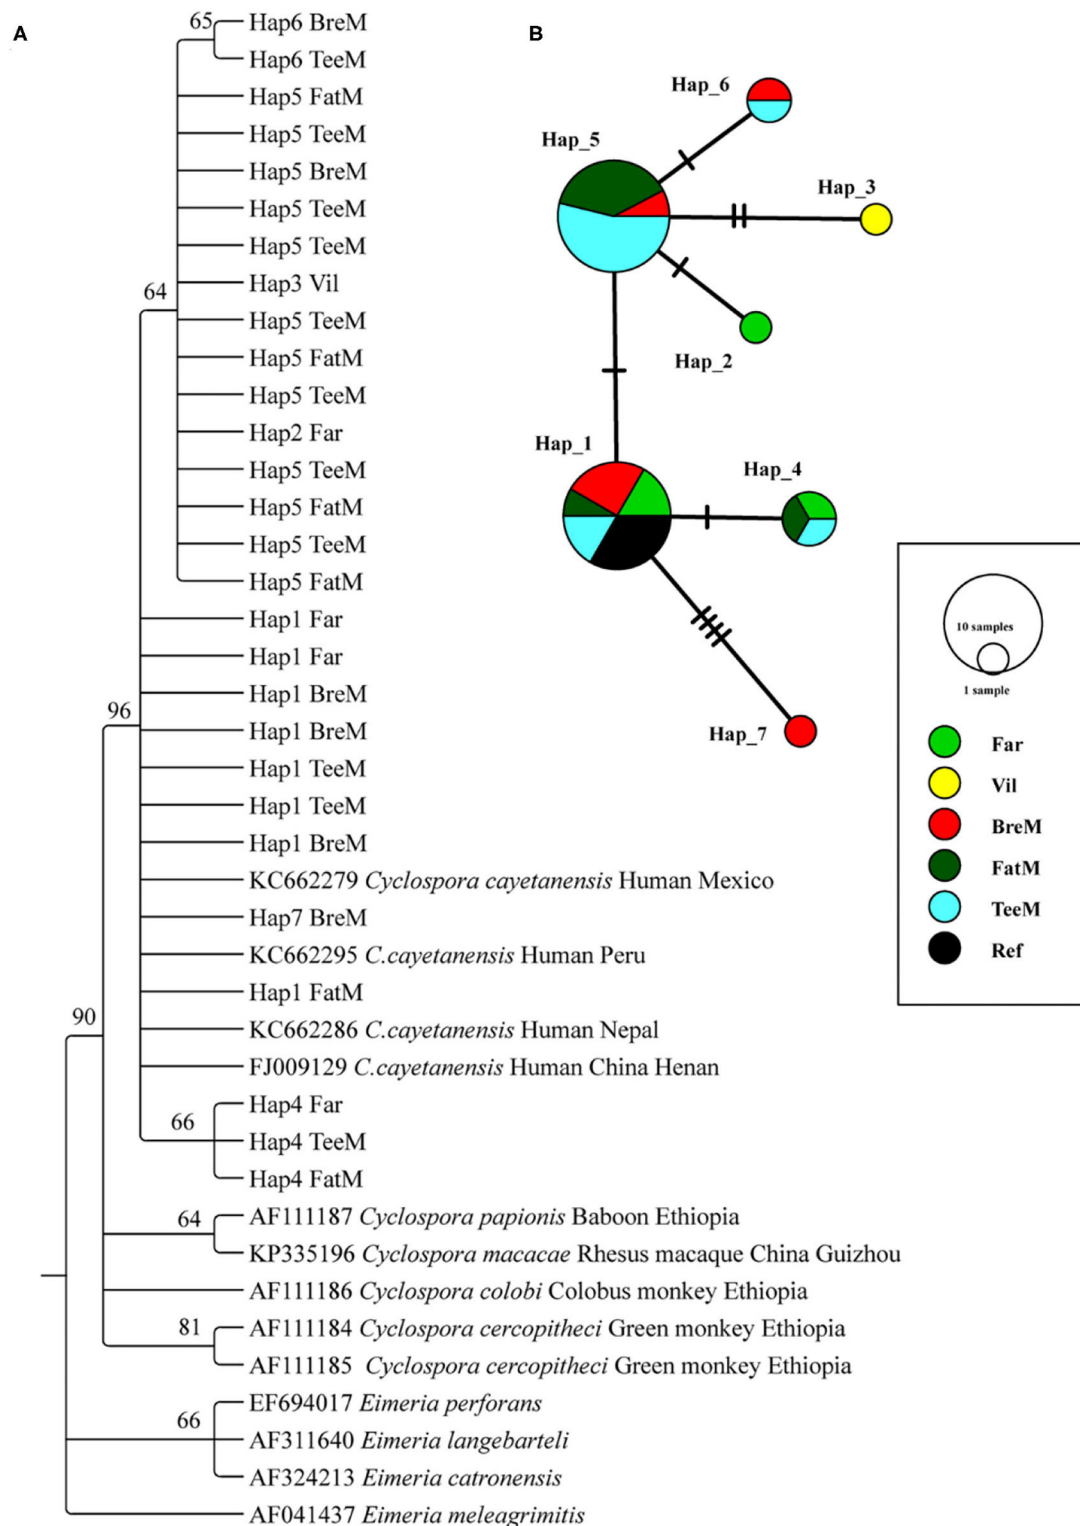 A
65
Hap6 BreM
Hap6 TeeM
Hap5 FatM
Hap5 TeeM
Hap5 BreM
Hap5 TeeM
Hap5 TeeM
Hap3 Vil
64
Hap5 TeeM
Hap5 FatM
Hap5 TeeM
Hap2 Far
Hap5 TeeM
Hap5 FatM
Hap5 TeeM
Hap5 FatM
Hap1 Far
Hap1 Far
Hap1 BreM
96
Hap1 BreM
Hap1 TeeM
Hap1 TeeM
Hap1 BreM
KC662279 Cyclospora cayetanensis Human Mexico
Hap7 BreM
KC662295 C.cayetanensis Human Peru
Hap1 FatM
90
KC662286 C.cayetanensis Human Nepal
FJ009129 C.cayetanensis Human China Henan
Hap4 Far
66
Hap4 TeeM
Hap4 FatM
64
AF111187 Cyclospora papionis Baboon Ethiopia
KP335196 Cyclospora macacae Rhesus macaque China Guizhou
AF111186 Cyclospora colobi Colobus monkey Ethiopia
81
AF111184 Cyclospora cercopitheci Green monkey Ethiopia
AF111185 Cyclospora cercopitheci Green monkey Ethiopia
EF694017 Eimeria perforans
66
AF311640 Eimeria langebarteli
AF324213 Eimeria catronensis
AF041437 Eimeria meleagrimitis
B
Hap_6
Hap_5
Hap_3
Hap_2
Hap_1
Hap_4
Hap_7
10 samples
1 sample
Far
Vil
BreM
FatM
TeeM
Ref